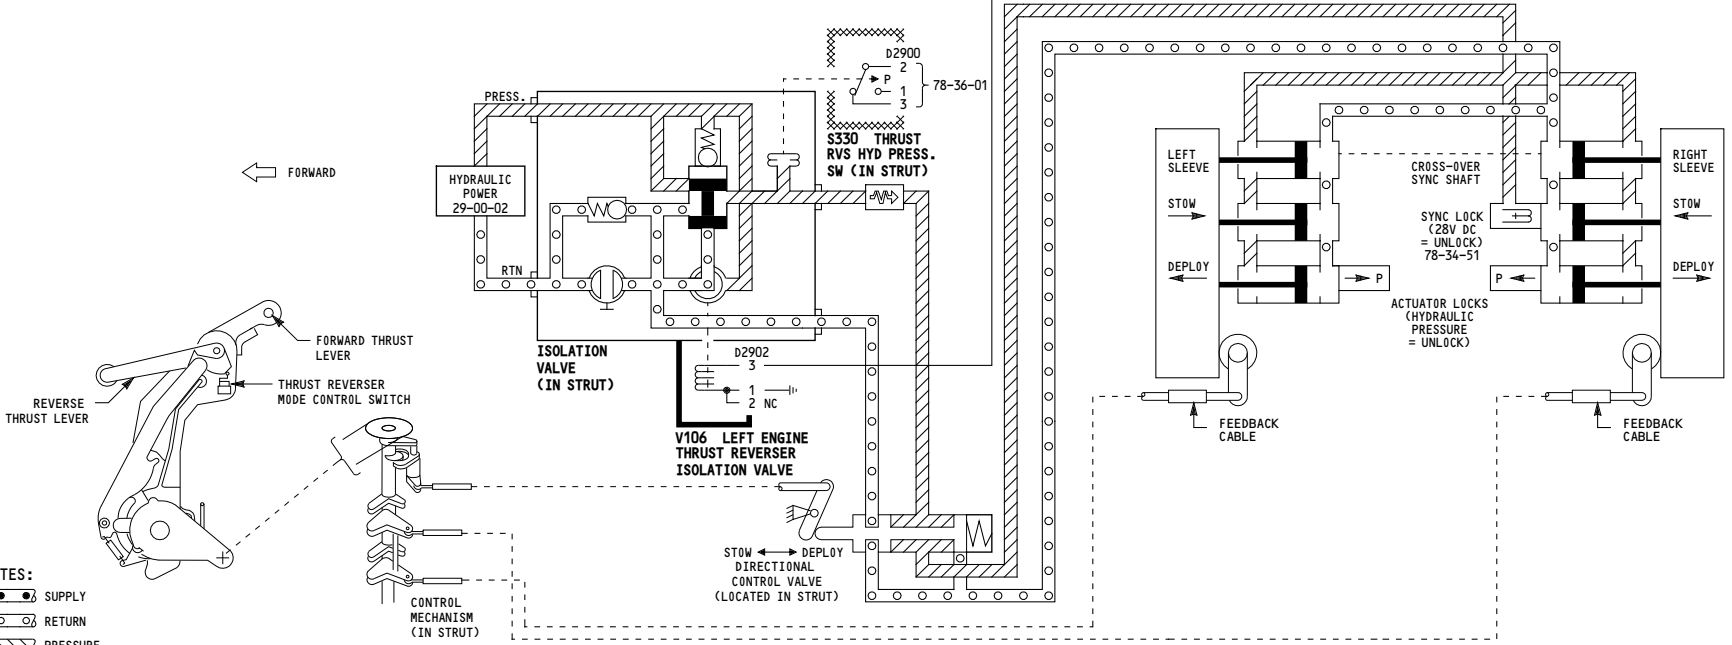 D2900
2
P
1
3
78-36-01
S330 THRUST
RVS HYD PRESS.
SW (IN STRUT)
PRESS.
FORWARD
HYDRAULIC
POWER
29-00-02
RTN
ISOLATION
VALVE
(IN STRUT)
D2902
3
1
2 NC
V106 LEFT ENGINE
THRUST REVERSER
ISOLATION VALVE
LEFT
SLEEVE
STOW
DEPLOY
CROSS-OVER
SYNC SHAFT
SYNC LOCK
(28V DC
= UNLOCK)
78-34-51
P
P
ACTUATOR LOCKS
(HYDRAULIC
PRESSURE
= UNLOCK)
RIGHT
SLEEVE
STOW
DEPLOY
FEEDBACK
CABLE
FEEDBACK
CABLE
FORWARD THRUST
LEVER
THRUST REVERSER
MODE CONTROL SWITCH
REVERSE
THRUST LEVER
STOW DEPLOY
DIRECTIONAL
CONTROL VALVE
(LOCATED IN STRUT)
CONTROL
MECHANISM
(IN STRUT)
TES:
SUPPLY
RETURN
PRESSURE